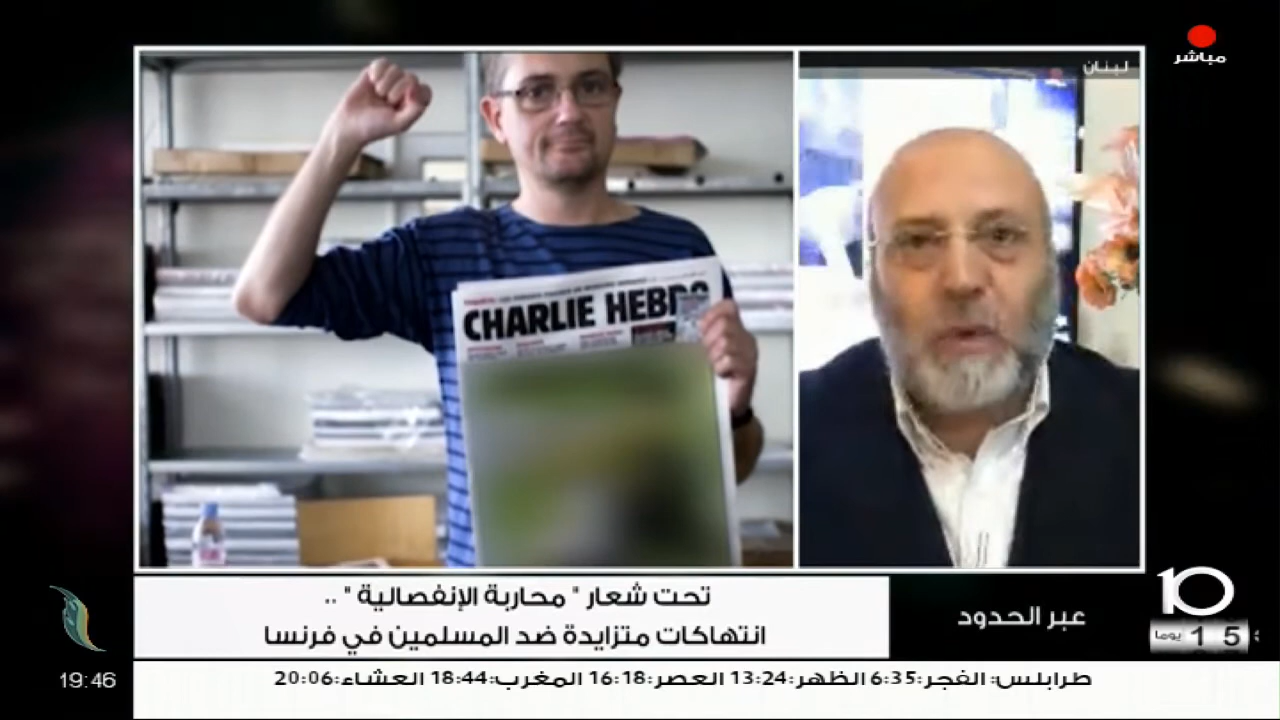 مباشر
لبنان
CHARLIE HEBDO
تحت شعار " محاربة الإنفصالية " ..
انتهاكات متزايدة ضد المسلمين في فرنسا
عبر الحدود
10
15 يوما
19:46
طرابلس: الفجر:6:35 الظهر:13:24 العصر:16:18 المغرب:18:44 العشاء:20:06